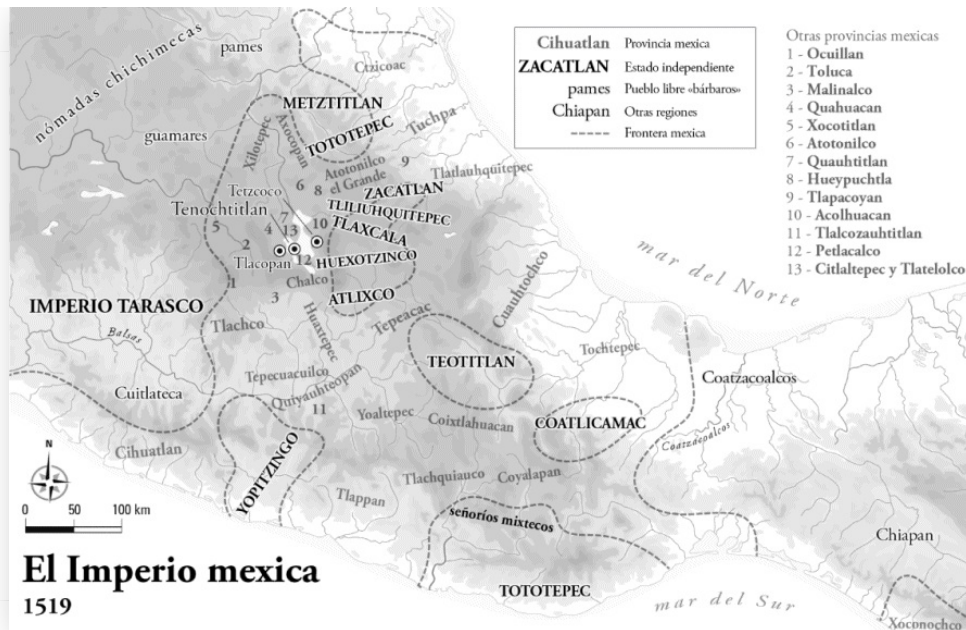 nómadas chichimecas
pames
guamares
Ctzicoac
METZTITLAN
TOTOTEPEC
Tuchpa
Xilotepec
Axocopan
Atotonilco
el Grande
9
Tlatlauhquitepec
6
8
ZACATLAN
Tetzcoco
TLILIUHQUITEPEC
Tenochtitlan
7
5
4
13
10
TLAXCALA
2
Tlacopan
12
HUEXOTZINCO
1
Chalco
3
ATLIXCO
IMPERIO TARASCO
Balsas
Tlachco
Huaxtepec
Tepeacac
Cuauhtochco
mar del Norte
TEOTITLAN
Tochtepec
Cuitlateca
Tepecuacuilco
Quiyauhteopan
11
Yoaltepec
Coixtlahuacan
COATLICAMAC
Coatzacoalcos
Coatzacoalcos
Cihuatlan
YOPITZINGO
Tlachquiauco
Coyalapan
Tlappan
señoríos mixtecos
TOTOTEPEC
Chiapan
mar del Sur
Xoconochco
Cihuatlan Provincia mexica
ZACATLAN Estado independiente
pames Pueblo libre «bárbaros»
Chiapan Otras regiones
Frontera mexica
Otras provincias mexicas
1 - Ocuillan
2 - Toluca
3 - Malinalco
4 - Quahuacan
5 - Xocotitlan
6 - Atotonilco
7 - Quauhtitlan
8 - Hueypuchtla
9 - Tlapacoyan
10 - Acolhuacan
11 - Tlalcozauhtitlan
12 - Petlacalco
13 - Citlaltepec y Tlatelolco
N
0 50 100 km
El Imperio mexica
1519